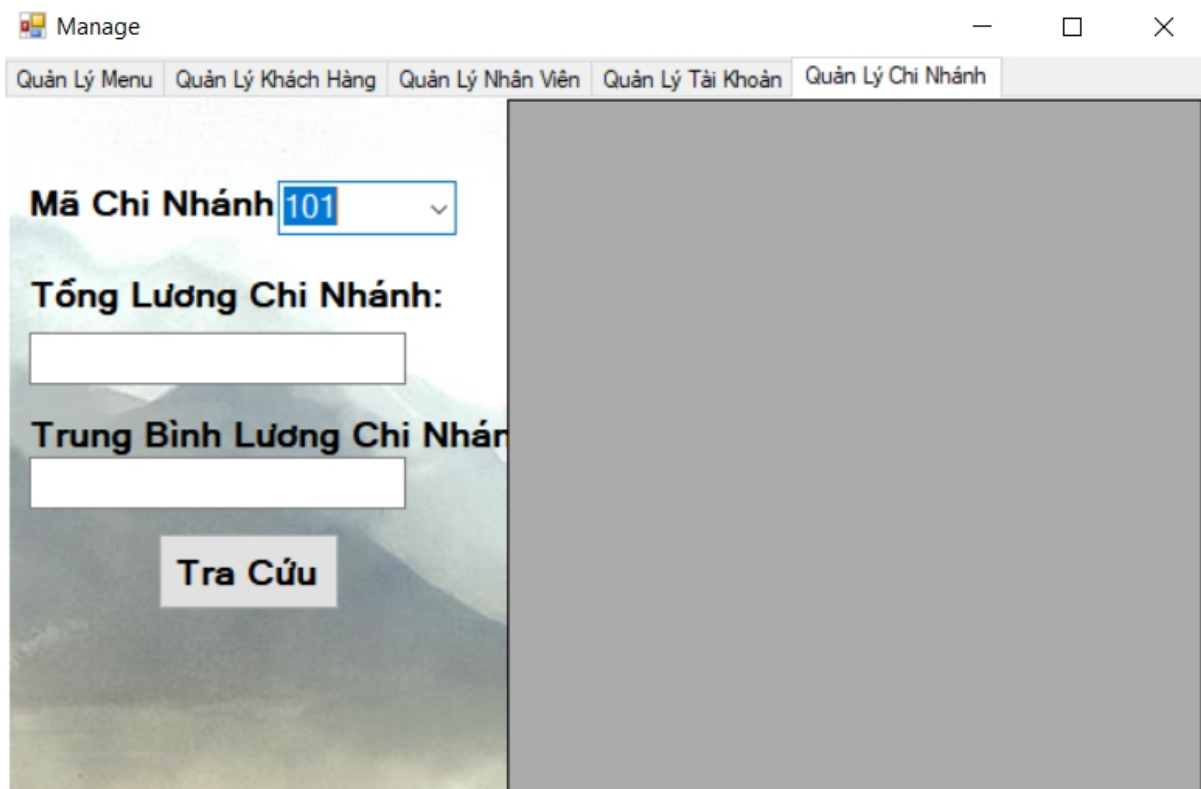 Manage
Quản Lý Menu Quản Lý Khách Hàng Quản Lý Nhân Viên Quản Lý Tài Khoản Quản Lý Chi Nhánh
Mã Chi Nhánh 101
Tổng Lương Chi Nhánh:
Trung Bình Lương Chi Nhán
Tra Cứu